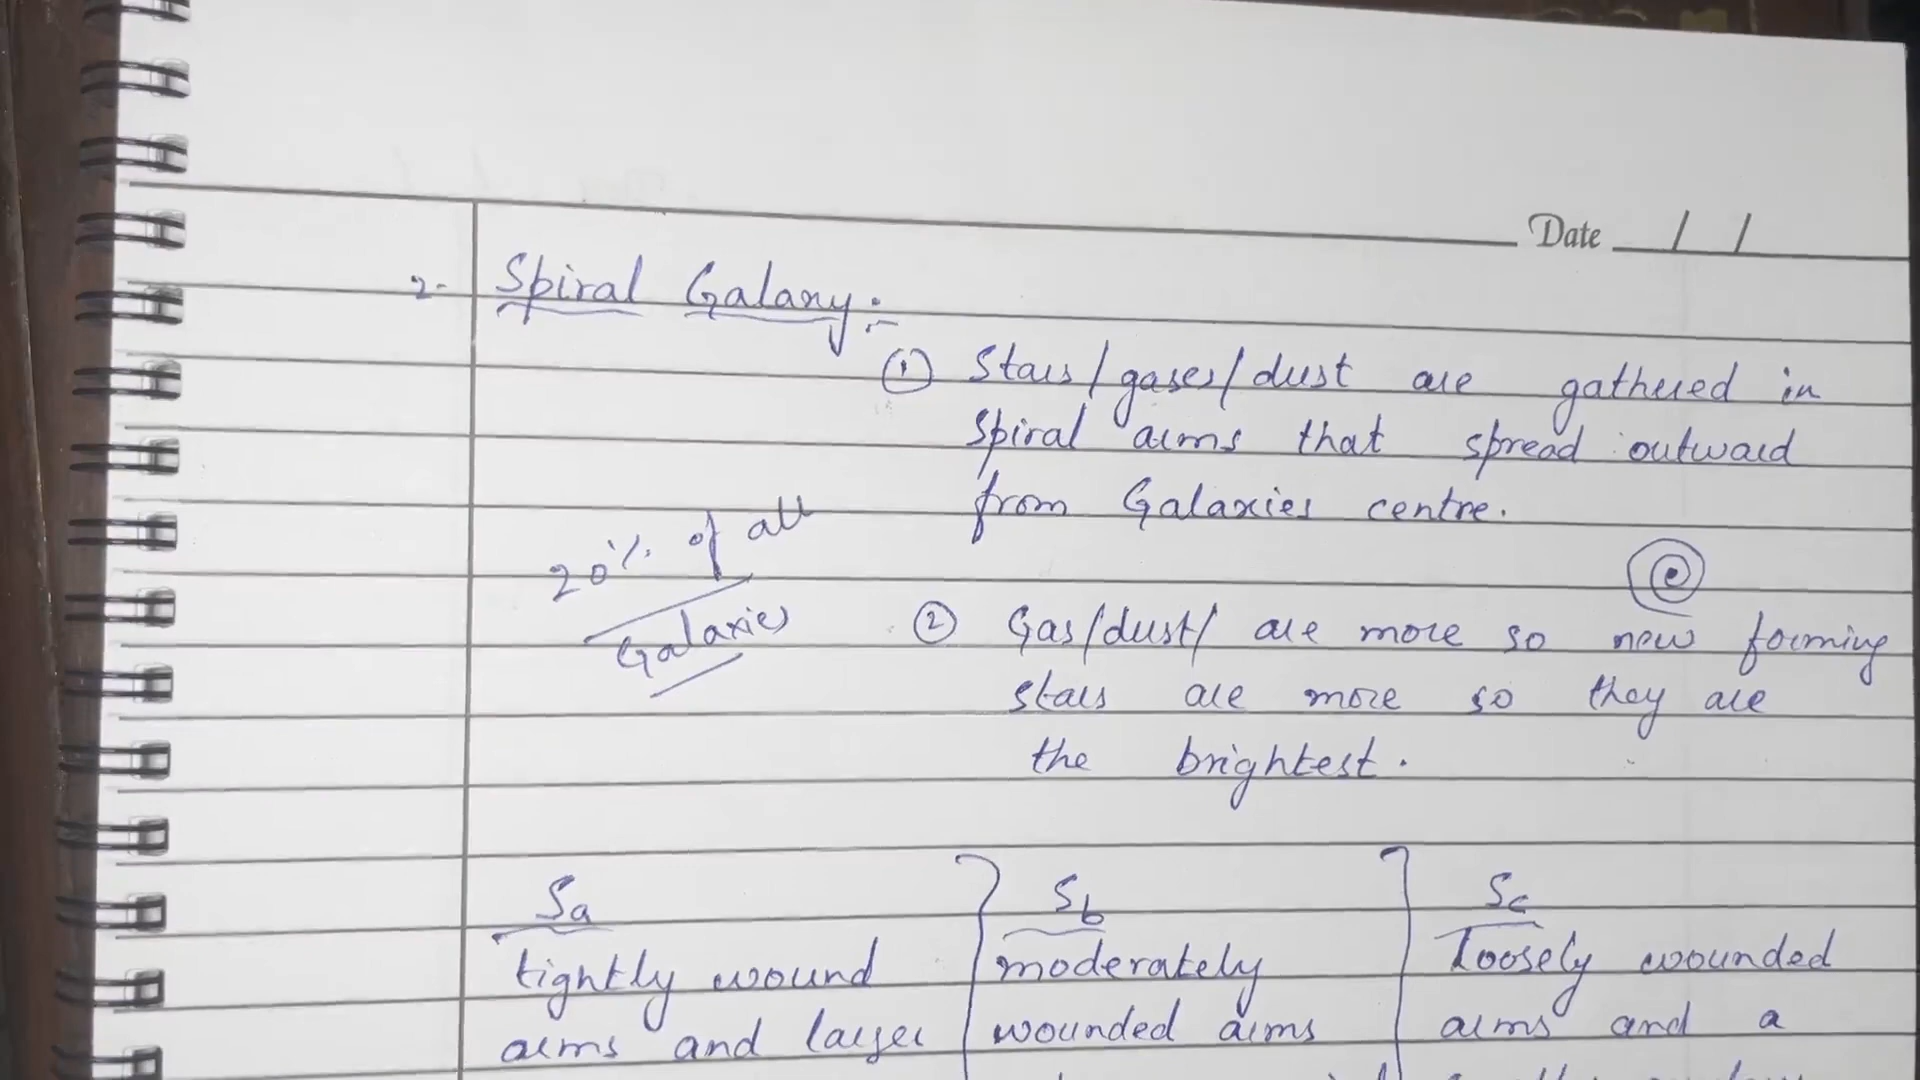 Date / /
2- Spiral Galaxy:-
① Stars/gases/dust are gathered in
spiral arms that spread outward
from Galaxies centre.
20% of all
Galaxies
② Gas/dust/ are more so new forming
stars are more so they are
the brightest.
Sa Sb Sc
tightly wound moderately Loosely wounded
arms and larger wounded arms arms and a